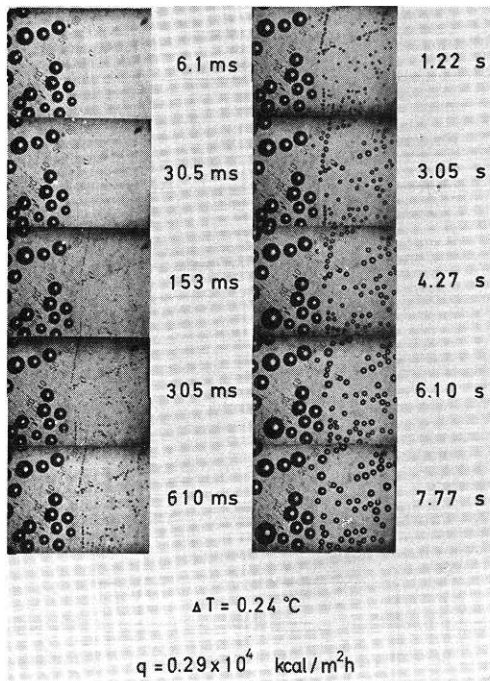 6.1 ms
30.5 ms
153 ms
305 ms
610 ms
1.22 s
3.05 s
4.27 s
6.10 s
7.77 s
ΔT = 0.24 °C
q = 0.29 x 10⁴ kcal/m²h